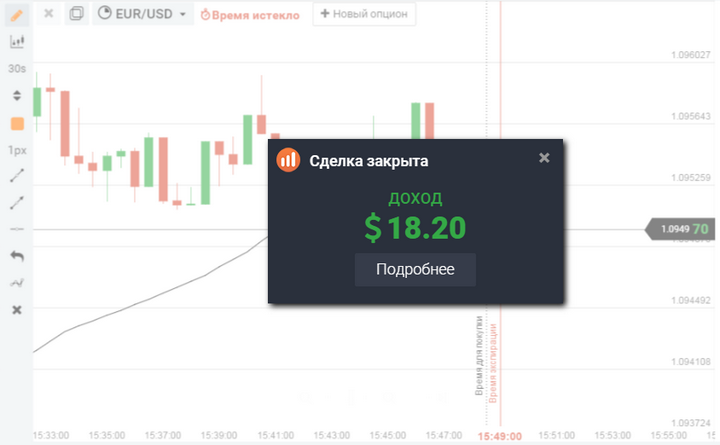 EUR/USD
Время истекло
+ Новый опцион
30s
1px
1.096027
1.095643
1.095259
1.0949 70
1.094492
1.094108
1.093724
Сделка закрыта
ДОХОД
$18.20
Подробнее
Время для покупки
Время экспирации
15:33:00
15:35:00
15:37:00
15:39:00
15:41:00
15:43:00
15:45:00
15:47:00
15:49:00
15:51:00
15:53:00
15:55:00